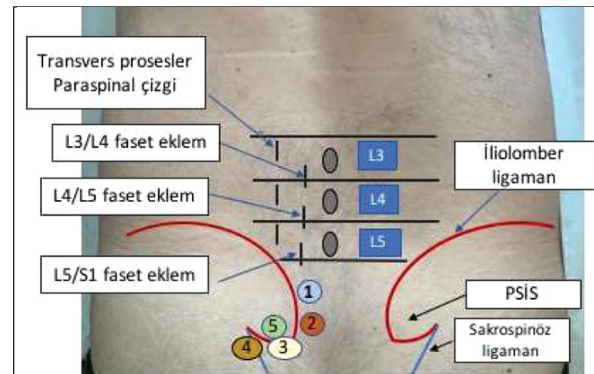 Transvers prosesler
Paraspinal çizgi
L3/L4 faset eklem
L4/L5 faset eklem
L5/S1 faset eklem
L3
L4
L5
İliolomber
ligaman
PSİS
Sakrospinöz
ligaman
1
2
5
4
3